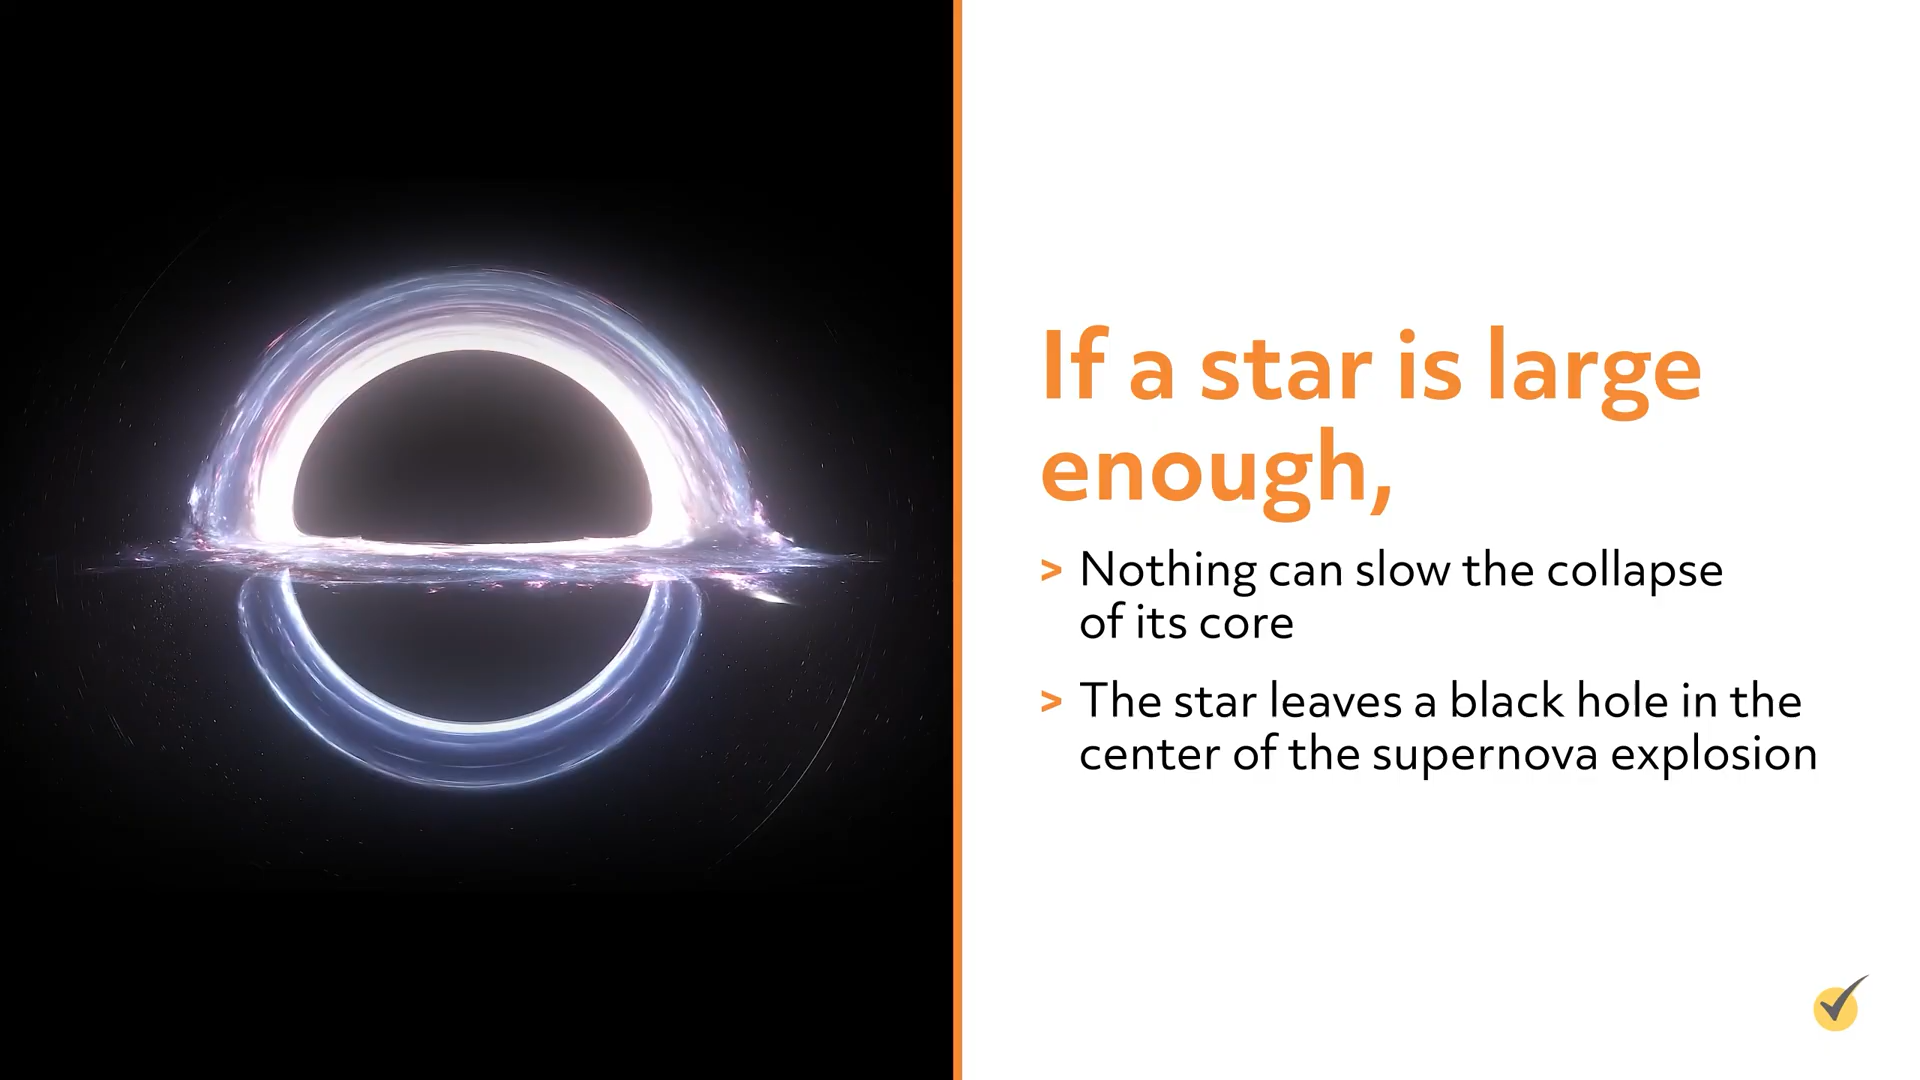 If a star is large
enough,
> Nothing can slow the collapse
of its core
> The star leaves a black hole in the
center of the supernova explosion